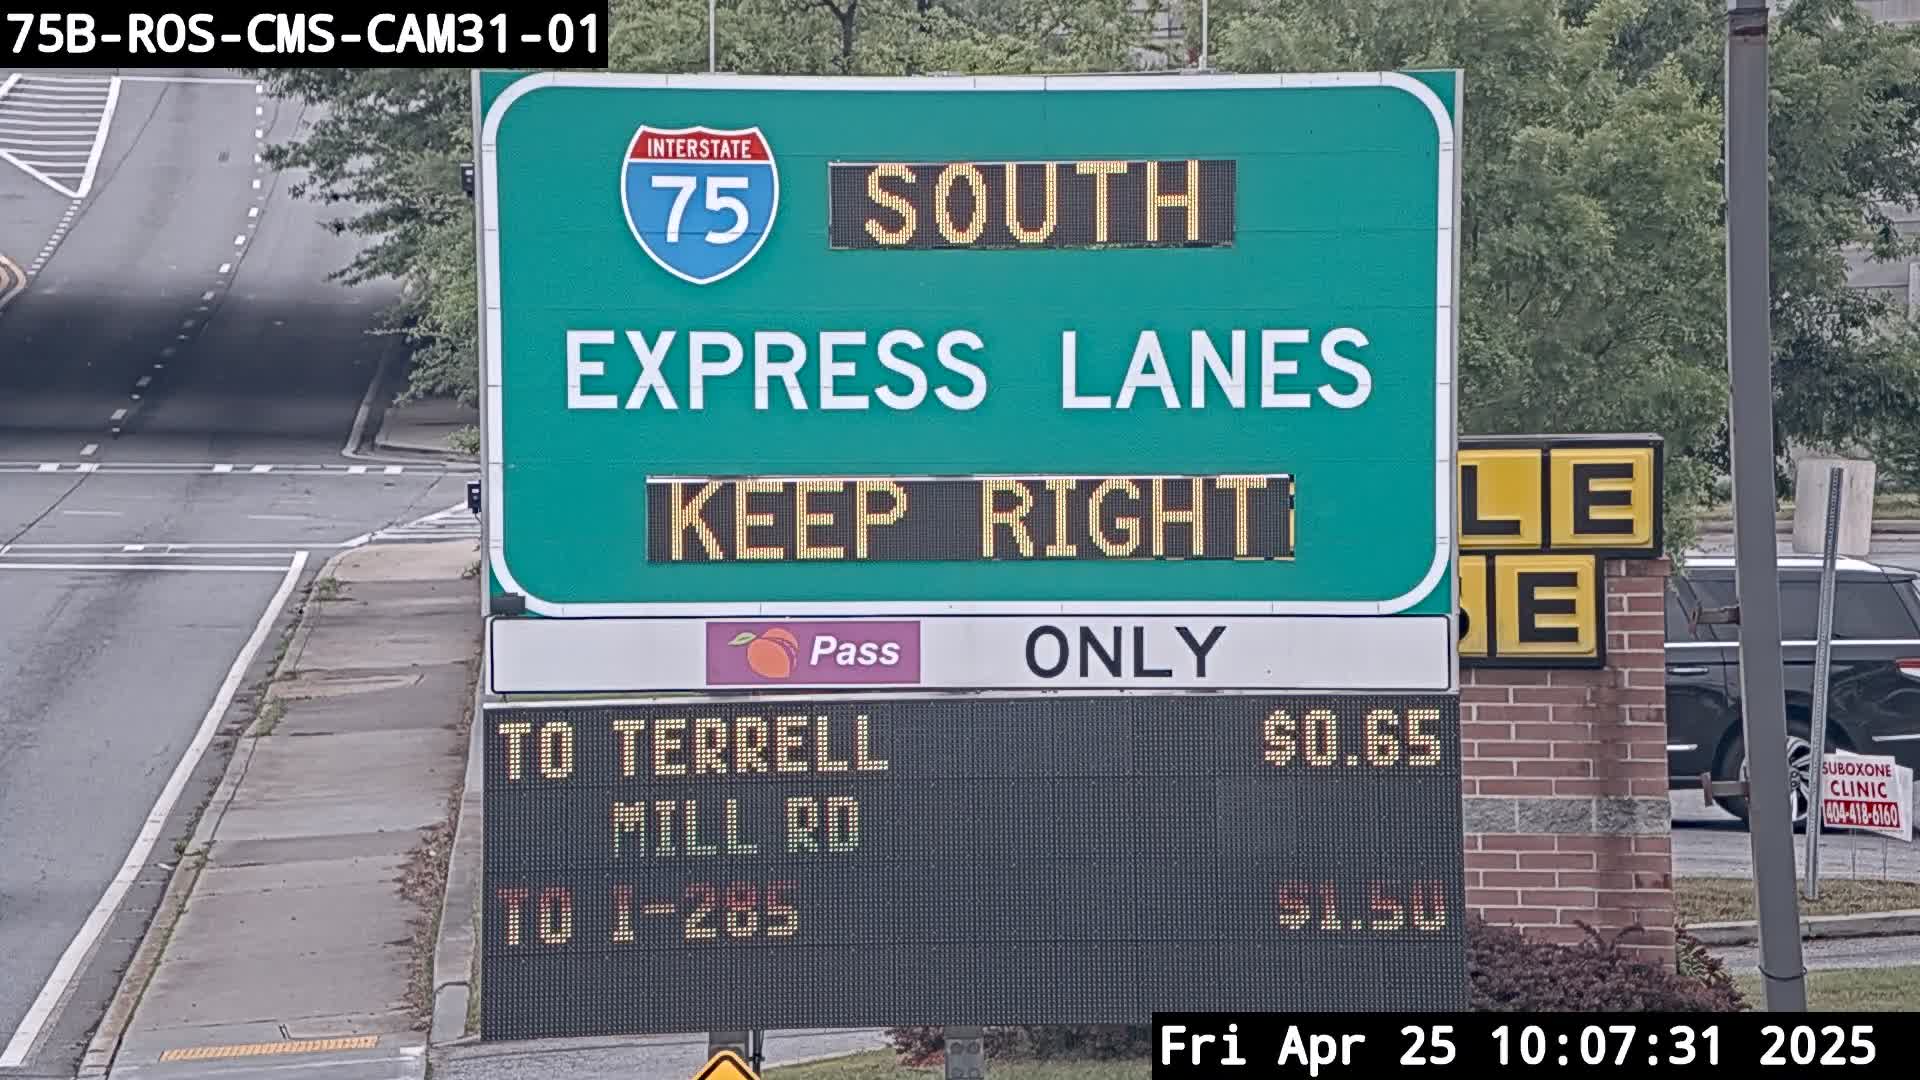 75B-ROS-CMS-CAM31-01
INTERSTATE
75
SOUTH
EXPRESS LANES
KEEP RIGHT
Pass ONLY
TO TERRELL $0.65
MILL RD
TO I-285 $1.50
LE
E
SUBOXONE
CLINIC
404-418-6160
Fri Apr 25 10:07:31 2025